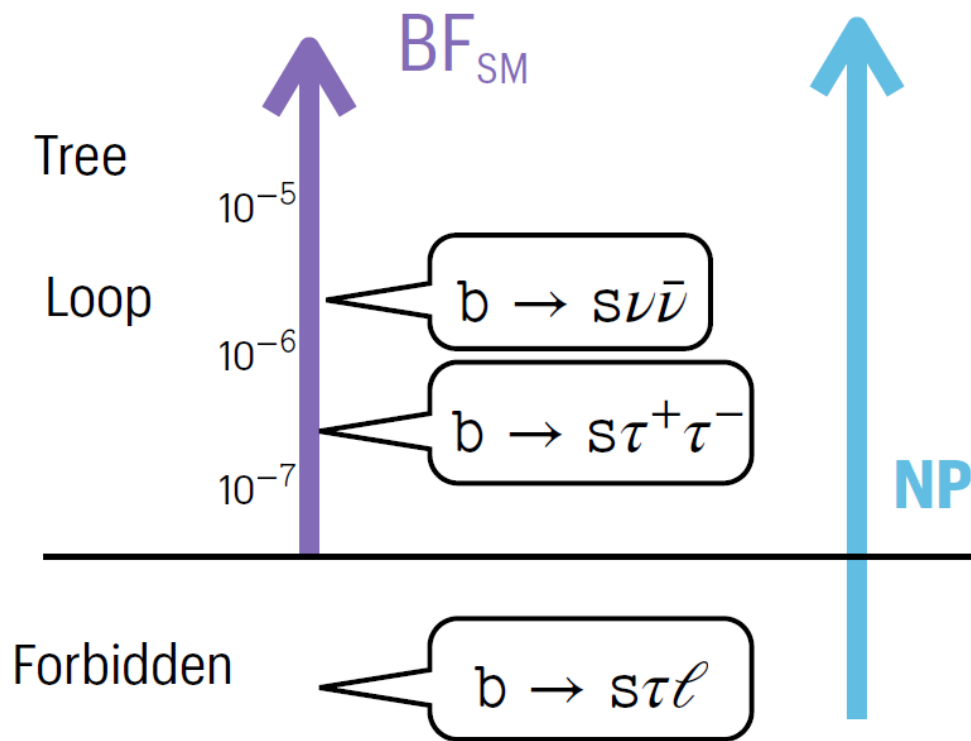 BF_SM
Tree
10⁻⁵
b → sνν̄
Loop
10⁻⁶
b → sτ⁺τ⁻
10⁻⁷
NP
Forbidden
b → sτℓ